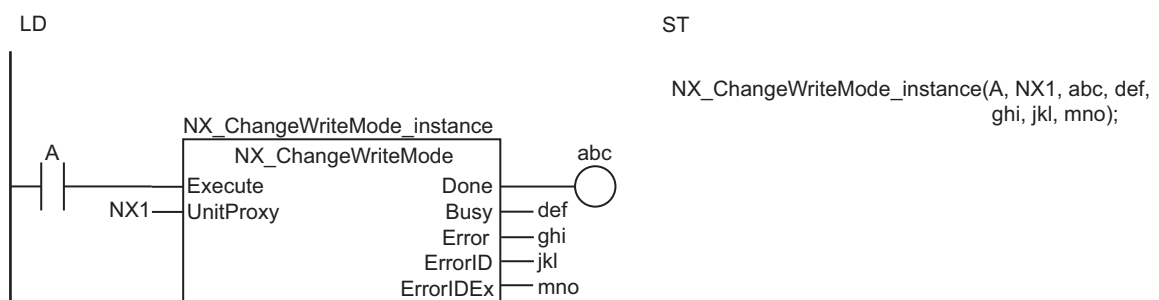 LD
ST
NX_ChangeWriteMode_instance(A, NX1, abc, def,
ghi, jkl, mno);
NX_ChangeWriteMode_instance
A
NX_ChangeWriteMode
abc
Execute
Done
NX1
UnitProxy
Busy
def
Error
ghi
ErrorID
jkl
ErrorIDEx
mno